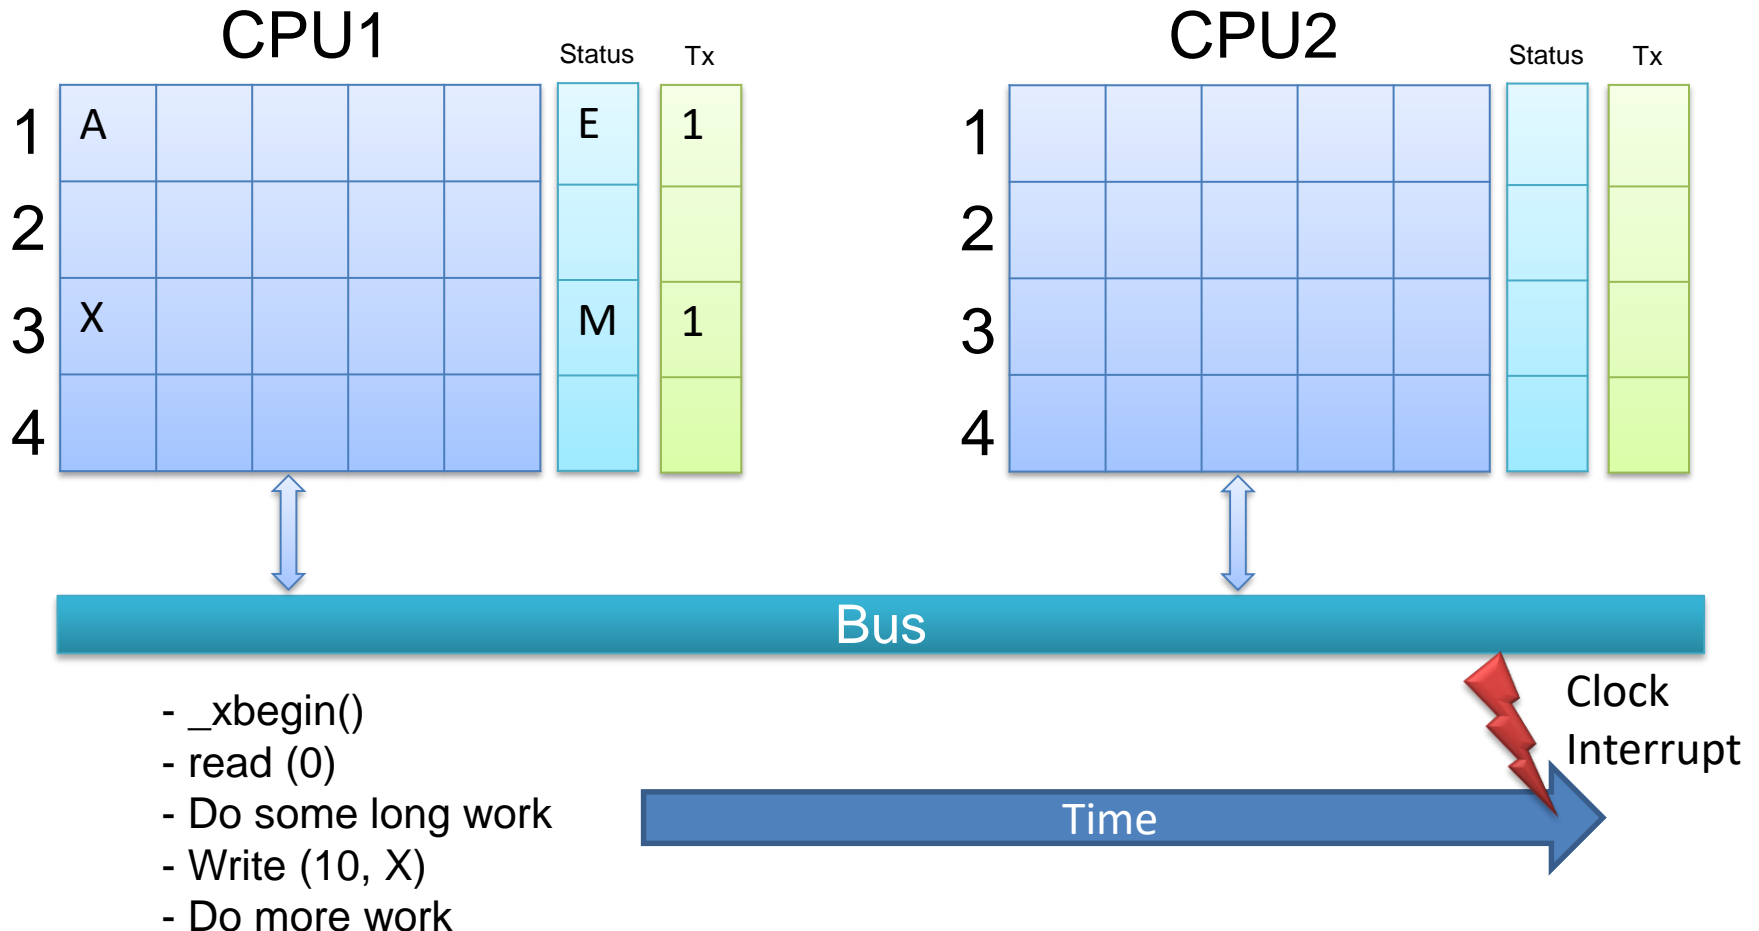 CPU1
Status
Tx
1
A
E
1
2
3
X
M
1
4
CPU2
Status
Tx
1
2
3
4
Bus
- _xbegin()
- read (0)
- Do some long work
- Write (10, X)
- Do more work
Time
Clock
Interrupt